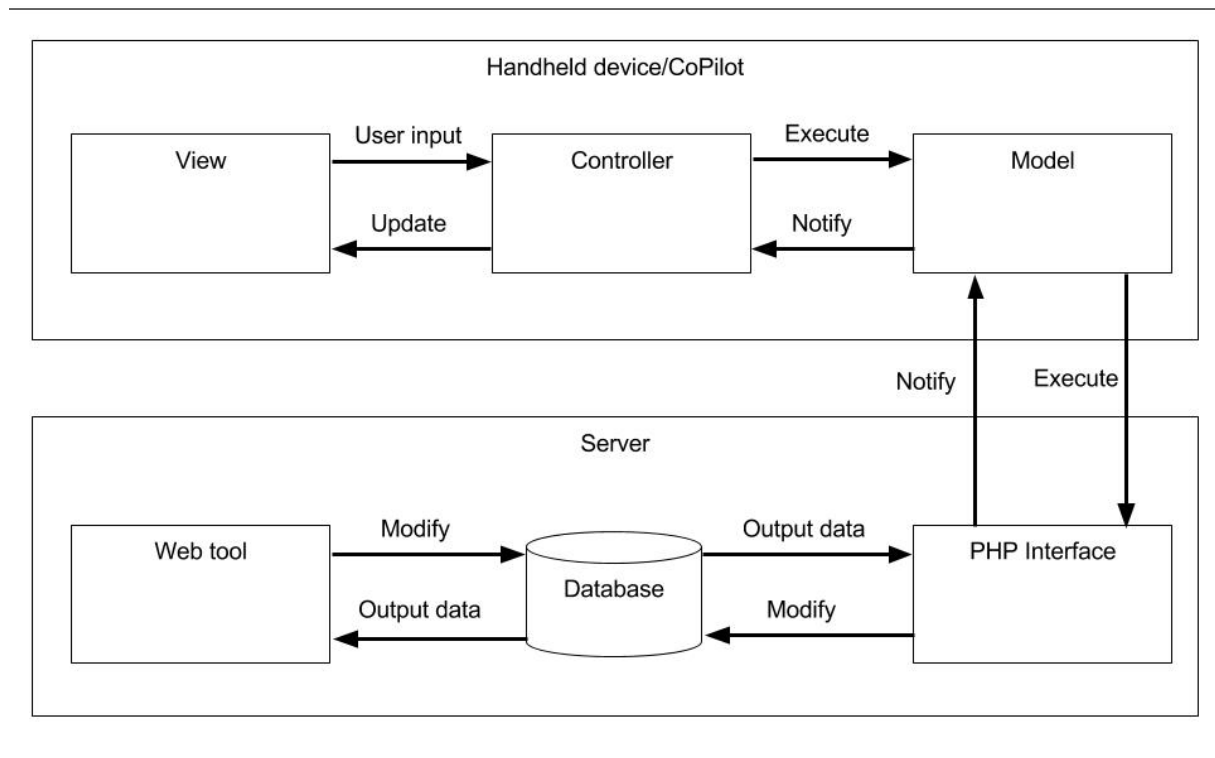 Handheld device/CoPilot
View
User input
Update
Controller
Execute
Notify
Model
Notify
Execute
Server
Web tool
Modify
Output data
Database
Output data
Modify
PHP Interface